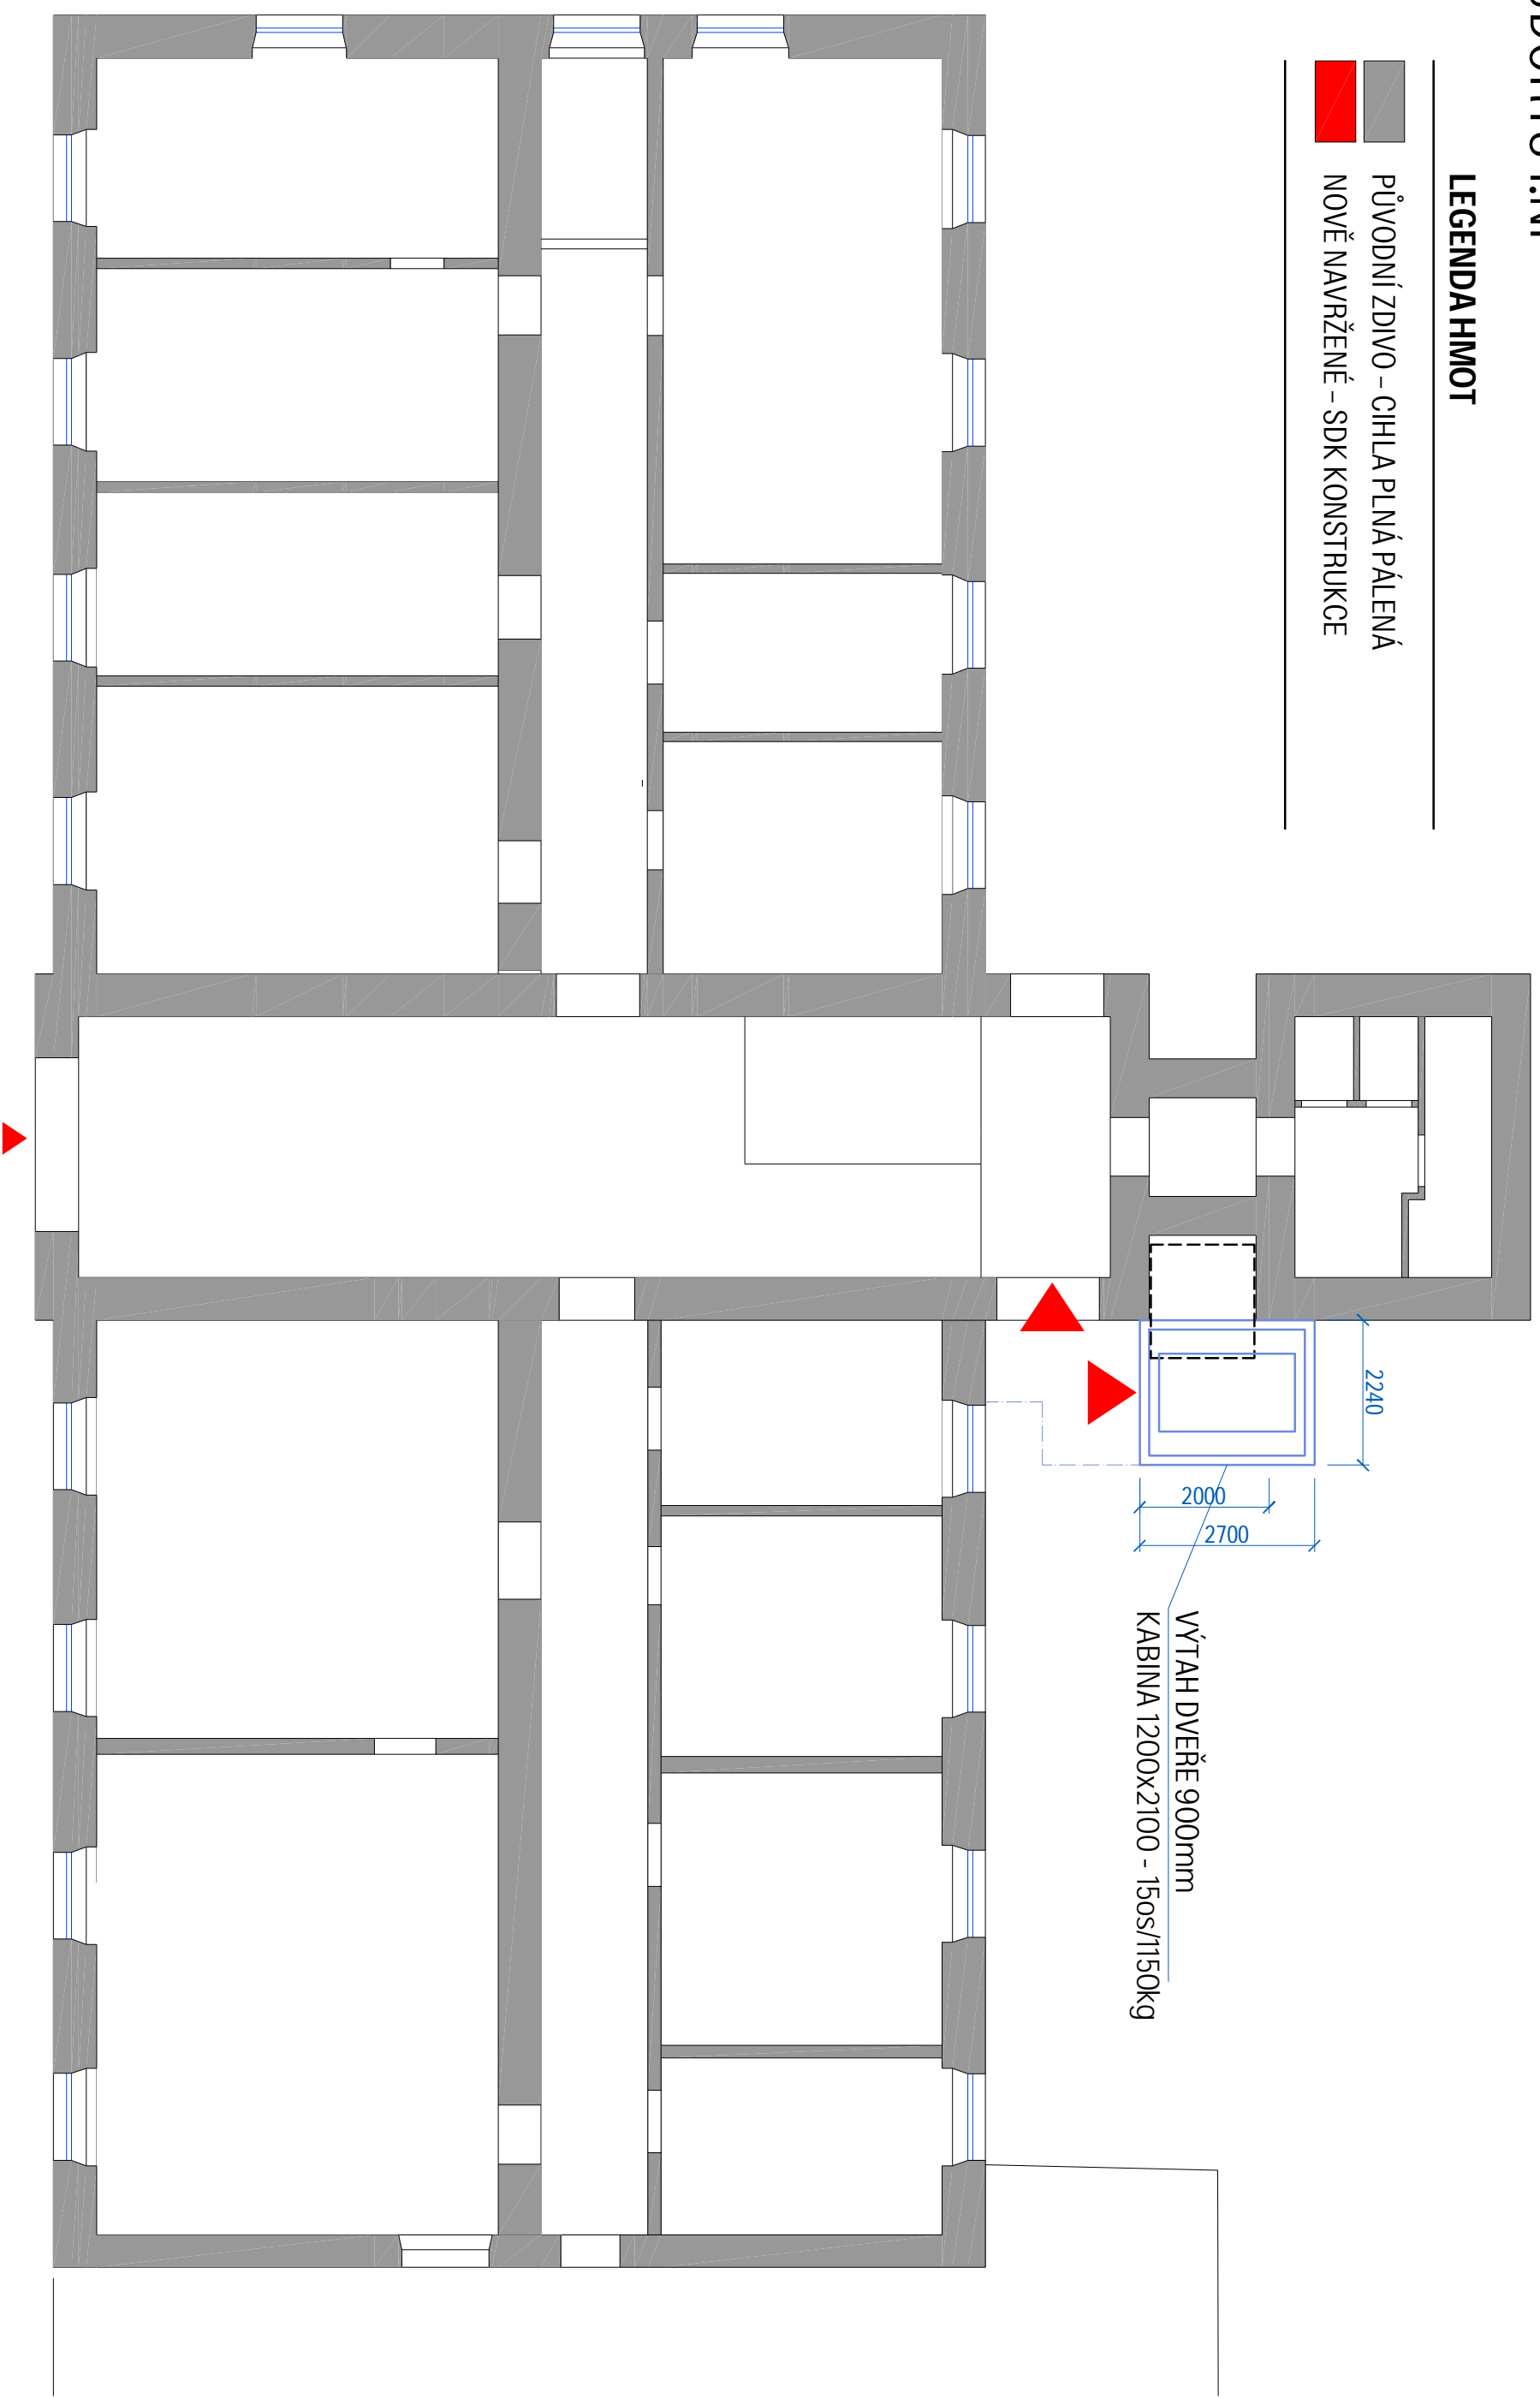 LEGENDA HMOT
PŮVODNÍ ZDIVO – CIHLA PLNÁ PÁLENÁ
NOVĚ NAVRŽENÉ – SDK KONSTRUKCE
2240
2000
2700
VÝTAH DVEŘE 900mm
KABINA 1200x2100 - 15os/1150kg